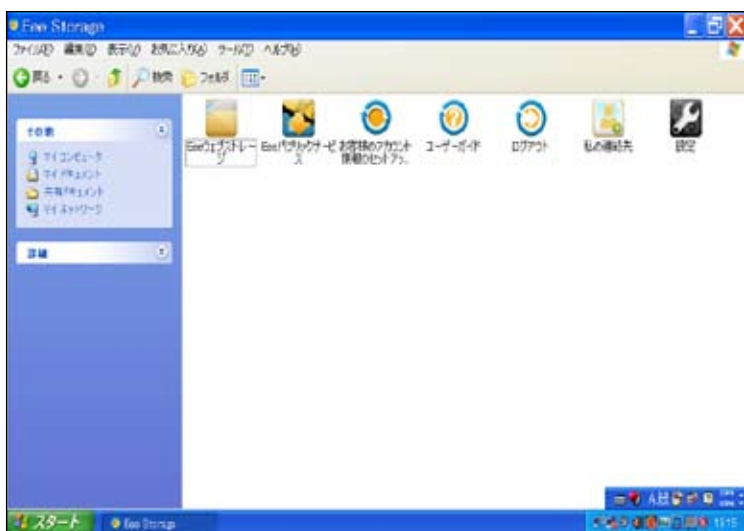 Eee Storage
ファイル(F) 編集(E) 表示(V) お気に入り(A) ツール(T) ヘルプ(H)
戻る 検索 フォルダ
その他
マイ コンピュータ
マイ ドキュメント
共有ドキュメント
マイ ネットワーク
詳細
Eeeウェブストレージ
Eeeパブリックサービス
お客様のアカウント情報のセットアッ...
ユーザーガイド
ログアウト
私の連絡先
設定
スタート
Eee Storage